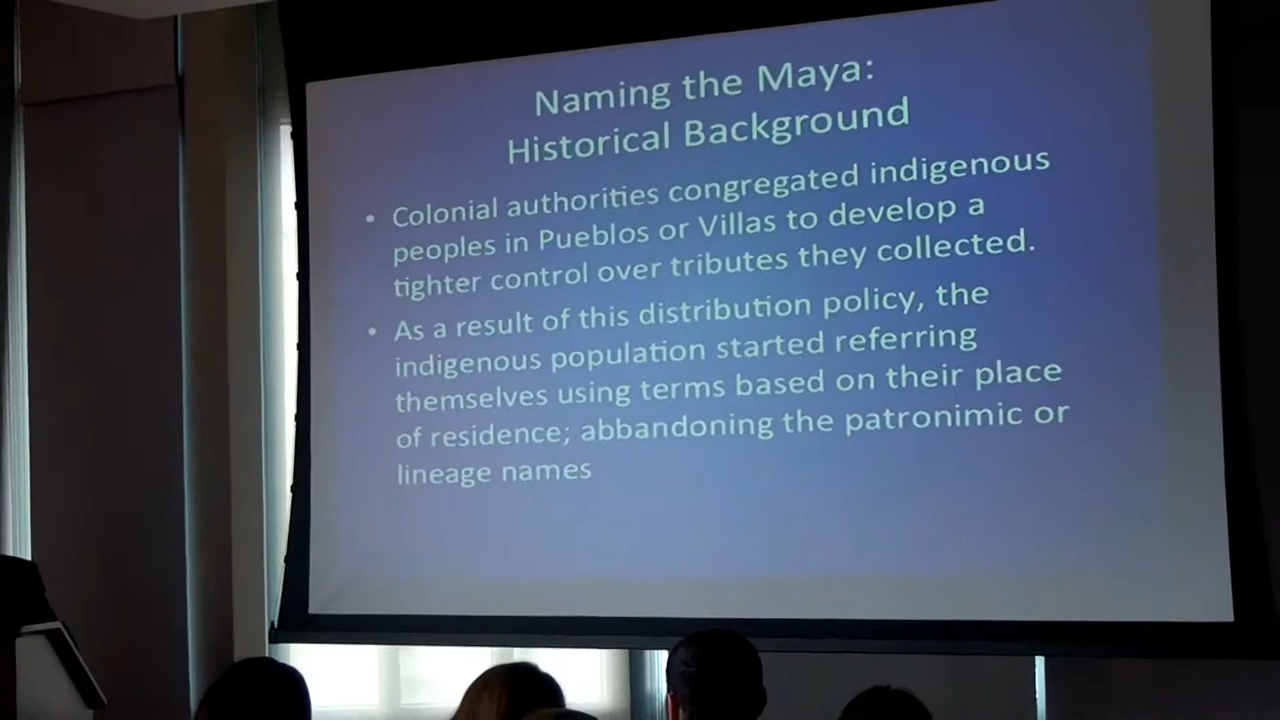 Naming the Maya:
Historical Background
• Colonial authorities congregated indigenous
peoples in Pueblos or Villas to develop a
tighter control over tributes they collected.
• As a result of this distribution policy, the
indigenous population started referring
themselves using terms based on their place
of residence; abbandoning the patronimic or
lineage names